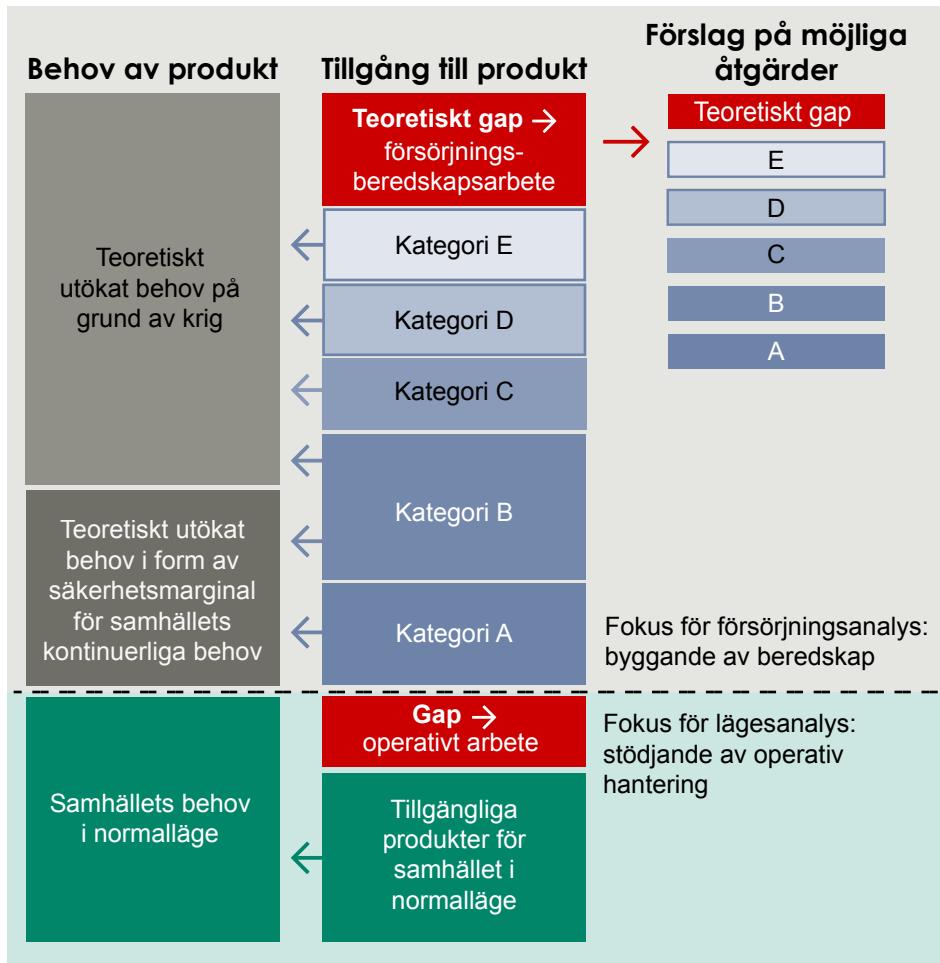 Behov av produkt
Teoretiskt
utökat behov på
grund av krig
Teoretiskt utökat
behov i form av
säkerhetsmarginal
för samhällets
kontinuerliga behov
Samhällets behov
i normalläge
Tillgång till produkt
Teoretiskt gap →
försörjnings-
beredskapsarbete
Kategori E
Kategori D
Kategori C
Kategori B
Kategori A
Gap →
operativt arbete
Tillgängliga
produkter för
samhället i
normalläge
Förslag på möjliga
åtgärder
Teoretiskt gap
E
D
C
B
A
Fokus för försörjningsanalys:
byggande av beredskap
Fokus för lägesanalys:
stödjande av operativ
hantering